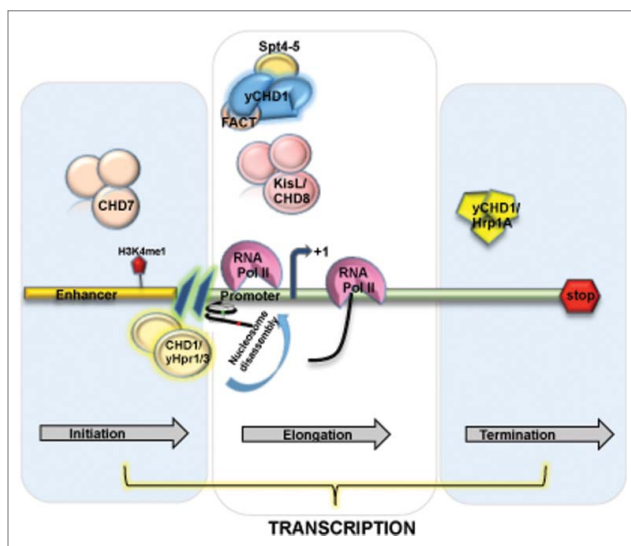 Spt4-5
yCHD1
FACT
CHD7
KisL/
CHD8
yCHD1/
Hrp1A
H3K4me1
RNA
Pol II
+1
RNA
Pol II
Enhancer
Promoter
stop
CHD1/
yHpr1/3
Nucleosome
disassembly
Initiation
Elongation
Termination
TRANSCRIPTION